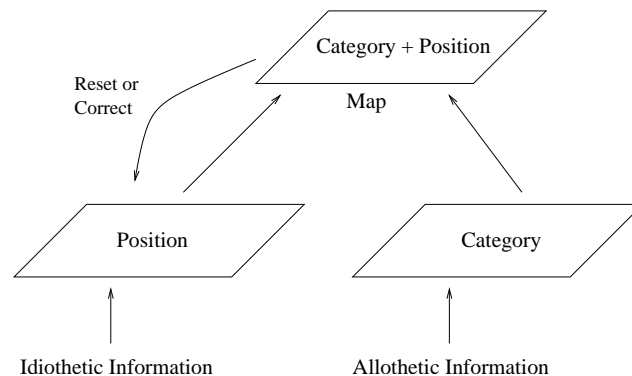 Category + Position
Reset or
Correct
Map
Position
Category
Idiothetic Information
Allothetic Information